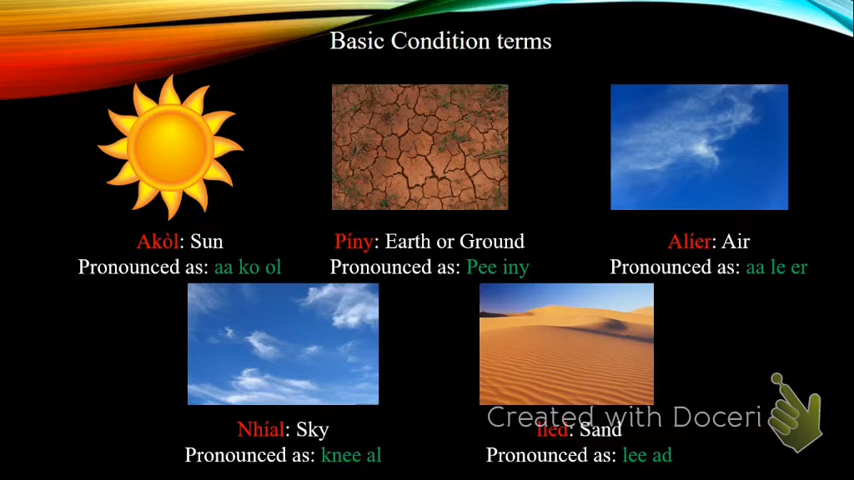 Basic Condition terms
Akòl: Sun
Pronounced as: aa ko ol
Píny: Earth or Ground
Pronounced as: Pee iny
Alíer: Air
Pronounced as: aa le er
Nhíal: Sky
Pronounced as: knee al
: Sand
Pronounced as: lee ad
Created with Doceri